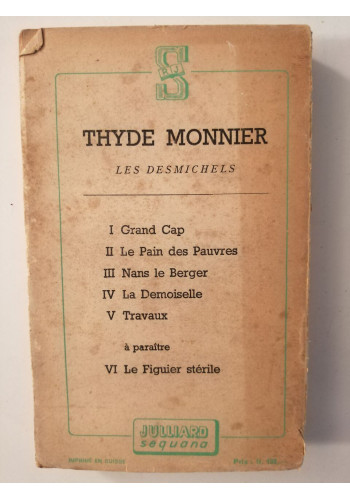 S
THYDE MONNIER
LES DESMICHELS
I Grand Cap
II Le Pain des Pauvres
III Nans le Berger
IV La Demoiselle
V Travaux
à paraître
VI Le Figuier stérile
JULLIARD
séquana